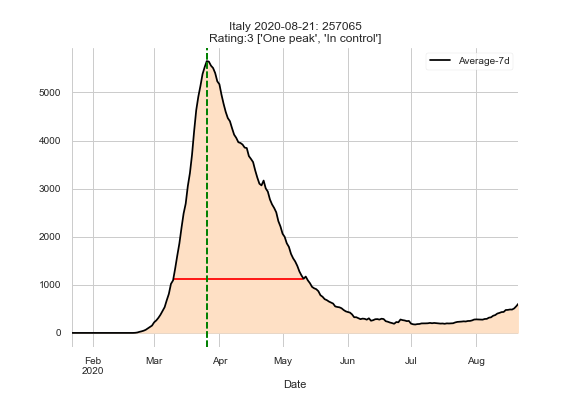 Italy 2020-08-21: 257065
Rating:3 ['One peak', 'In control']
Average-7d
5000
4000
3000
2000
1000
0
Feb Mar Apr May Jun Jul Aug
2020
Date